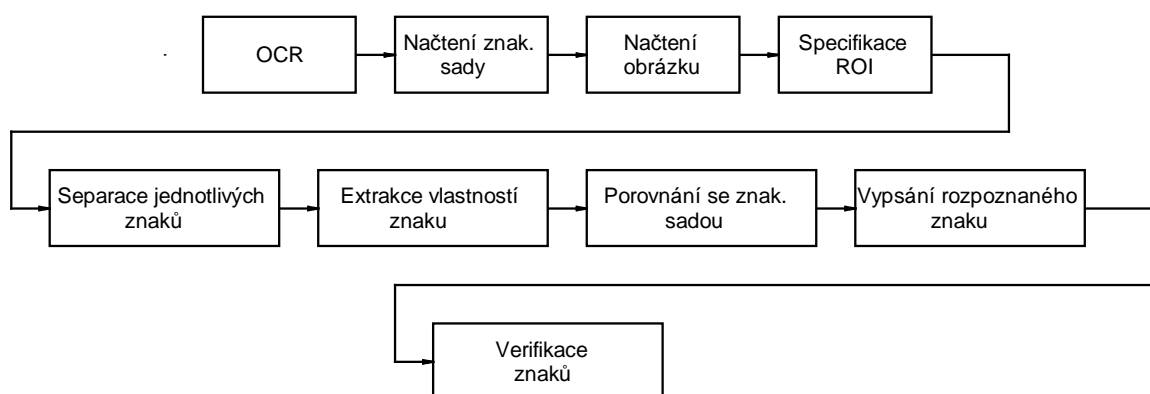 OCR
Načtení znak.
sady
Načtení
obrázku
Specifikace
ROI
Separace jednotlivých
znaků
Extrakce vlastností
znaku
Porovnání se znak.
sadou
Vypsání rozpoznaného
znaku
Verifikace
znaků